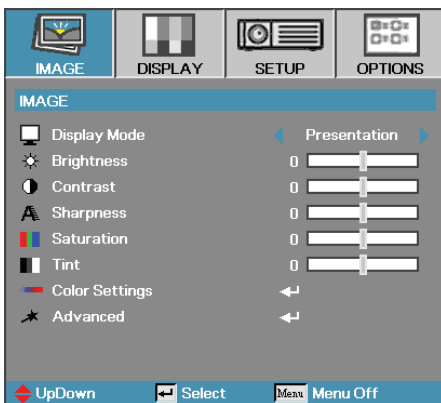 IMAGE DISPLAY SETUP OPTIONS
IMAGE
Display Mode Presentation
Brightness 0
Contrast 0
Sharpness 0
Saturation 0
Tint 0
Color Settings
Advanced
UpDown Select Menu Menu Off